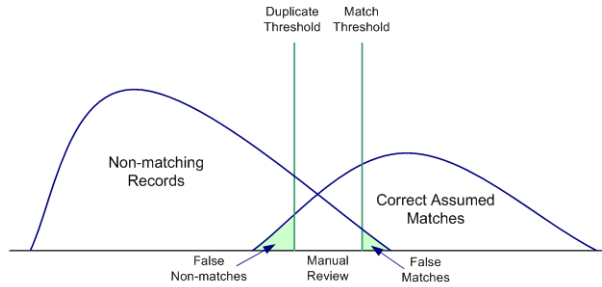 Duplicate
Threshold
Match
Threshold
Non-matching
Records
Correct Assumed
Matches
False
Non-matches
Manual
Review
False
Matches